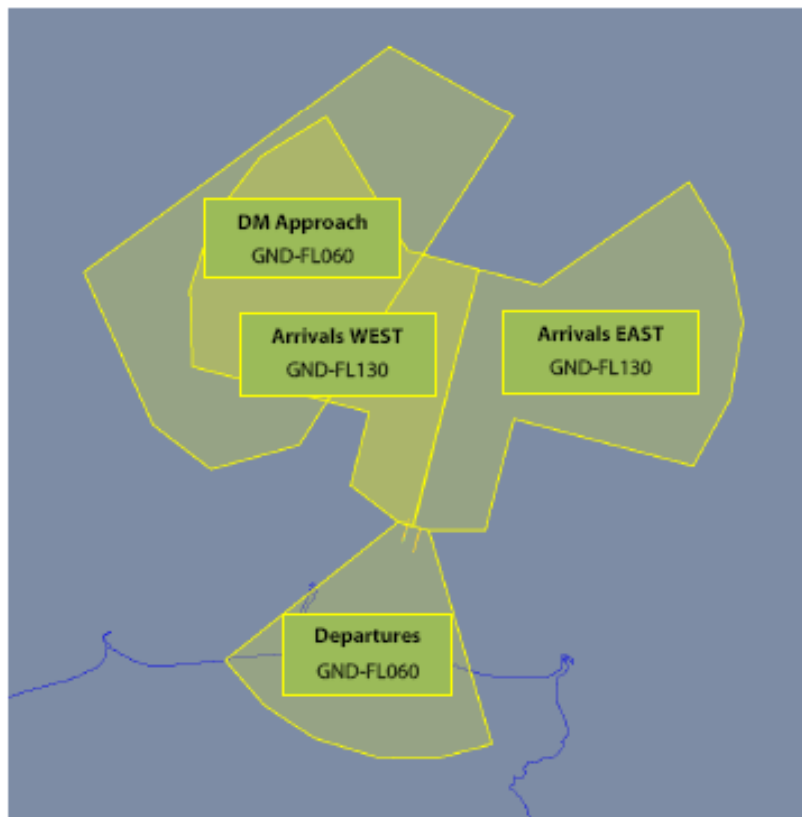 DM Approach
GND-FL060
Arrivals WEST
GND-FL130
Arrivals EAST
GND-FL130
Departures
GND-FL060